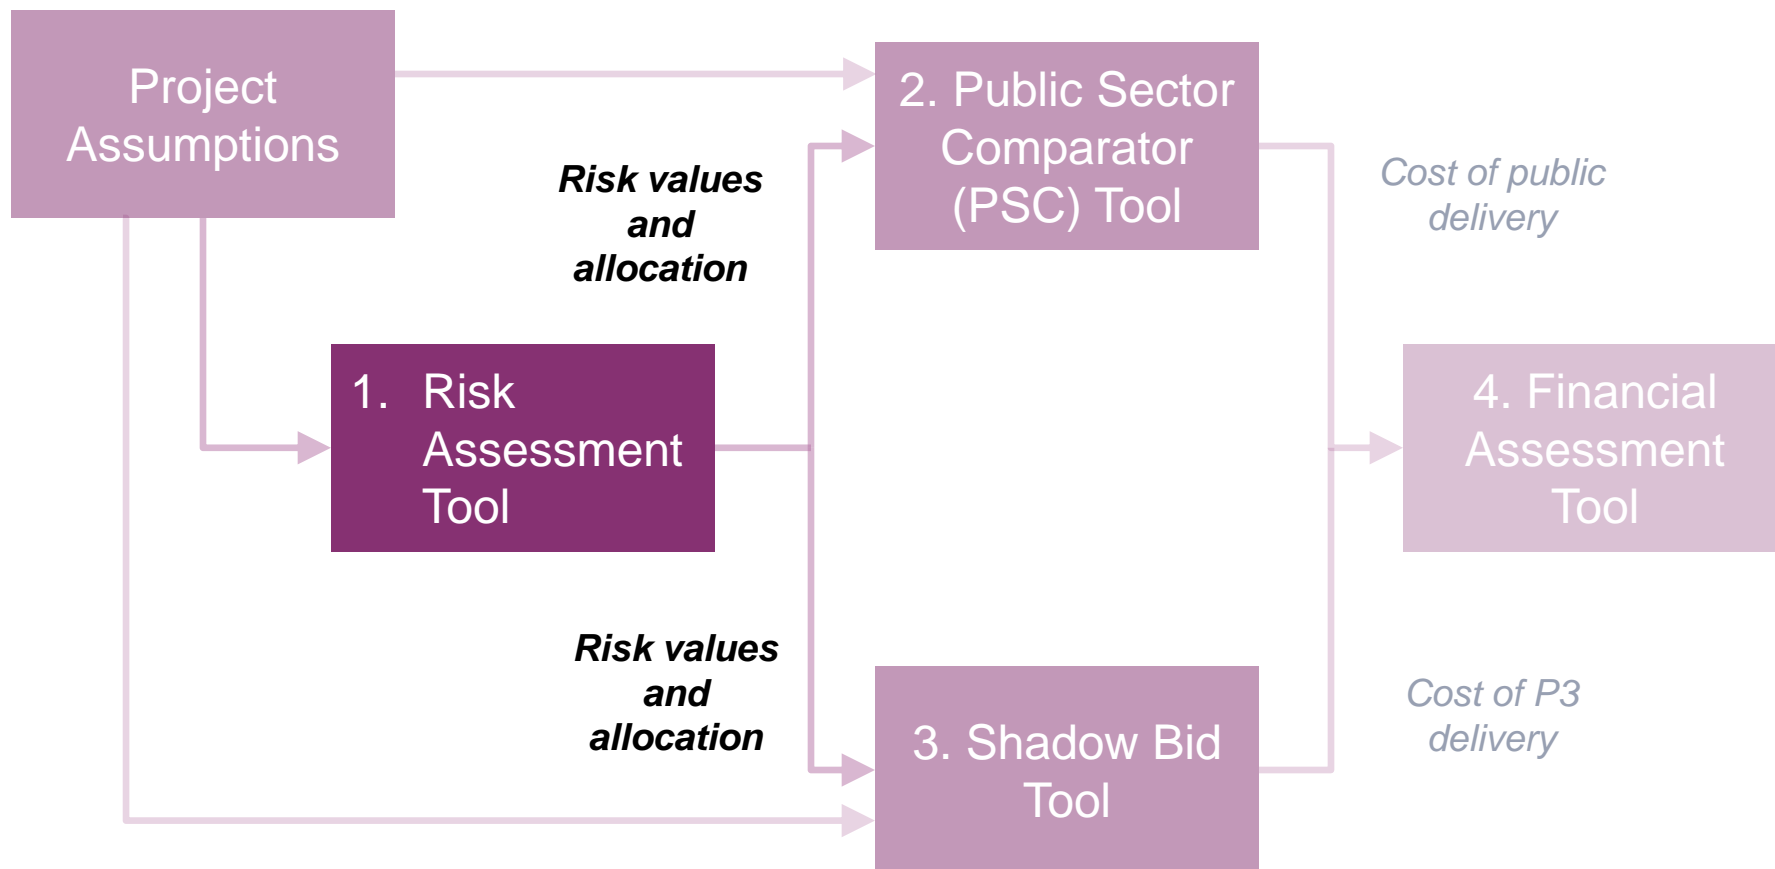 Project
Assumptions
2. Public Sector
Comparator
(PSC) Tool
Risk values
and
allocation
Cost of public
delivery
1. Risk
Assessment
Tool
4. Financial
Assessment
Tool
Risk values
and
allocation
3. Shadow Bid
Tool
Cost of P3
delivery